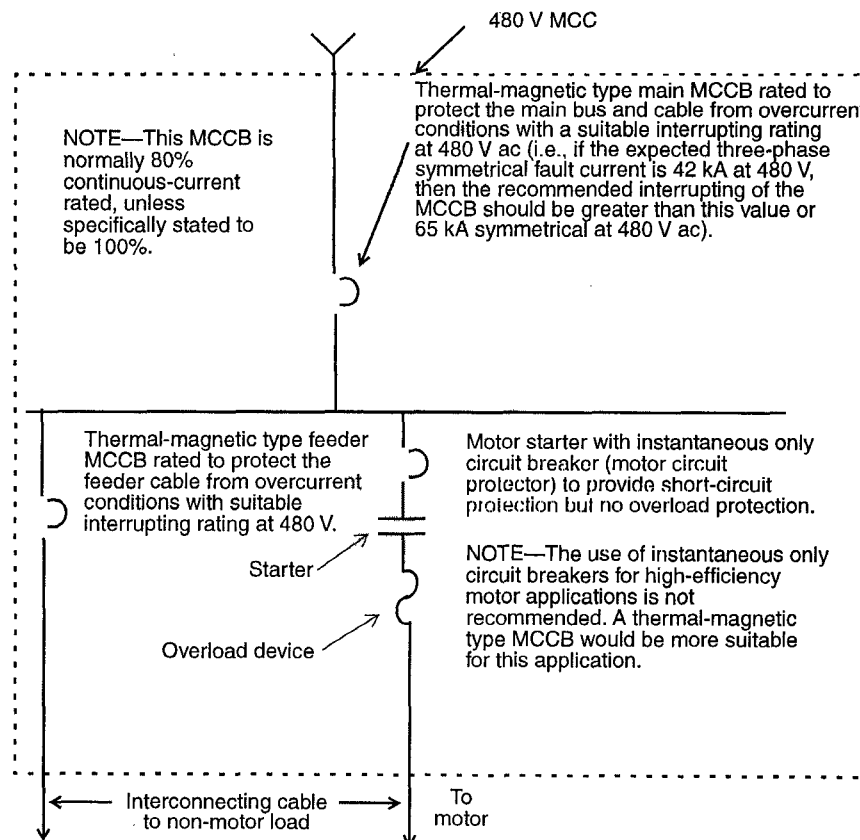 480 V MCC
Thermal-magnetic type main MCCB rated to
protect the main bus and cable from overcurrent
conditions with a suitable interrupting rating
at 480 V ac (i.e., if the expected three-phase
symmetrical fault current is 42 kA at 480 V,
then the recommended interrupting of the
MCCB should be greater than this value or
65 kA symmetrical at 480 V ac).
NOTE—This MCCB is
normally 80%
continuous-current
rated, unless
specifically stated to
be 100%.
Thermal-magnetic type feeder
MCCB rated to protect the
feeder cable from overcurrent
conditions with suitable
interrupting rating at 480 V.
Motor starter with instantaneous only
circuit breaker (motor circuit
protector) to provide short-circuit
protection but no overload protection.
Starter
NOTE—The use of instantaneous only
circuit breakers for high-efficiency
motor applications is not
recommended. A thermal-magnetic
type MCCB would be more suitable
for this application.
Overload device
Interconnecting cable
to non-motor load
To
motor